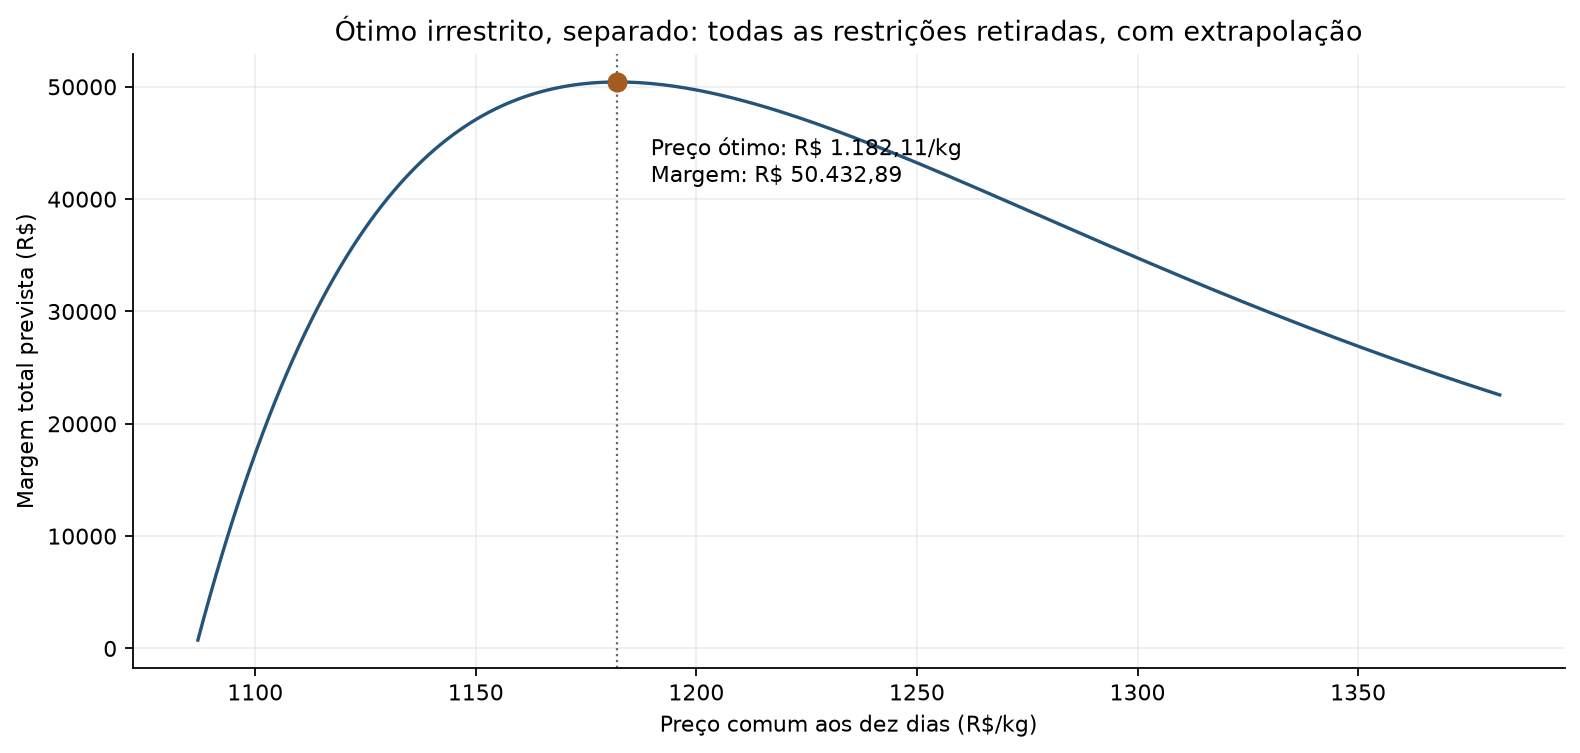 Ótimo irrestrito, separado: todas as restrições retiradas, com extrapolação
Margem total prevista (R$)
50000
40000
30000
20000
10000
0
Preço ótimo: R$ 1.182,11/kg
Margem: R$ 50.432,89
1100
1150
1200
1250
1300
1350
Preço comum aos dez dias (R$/kg)